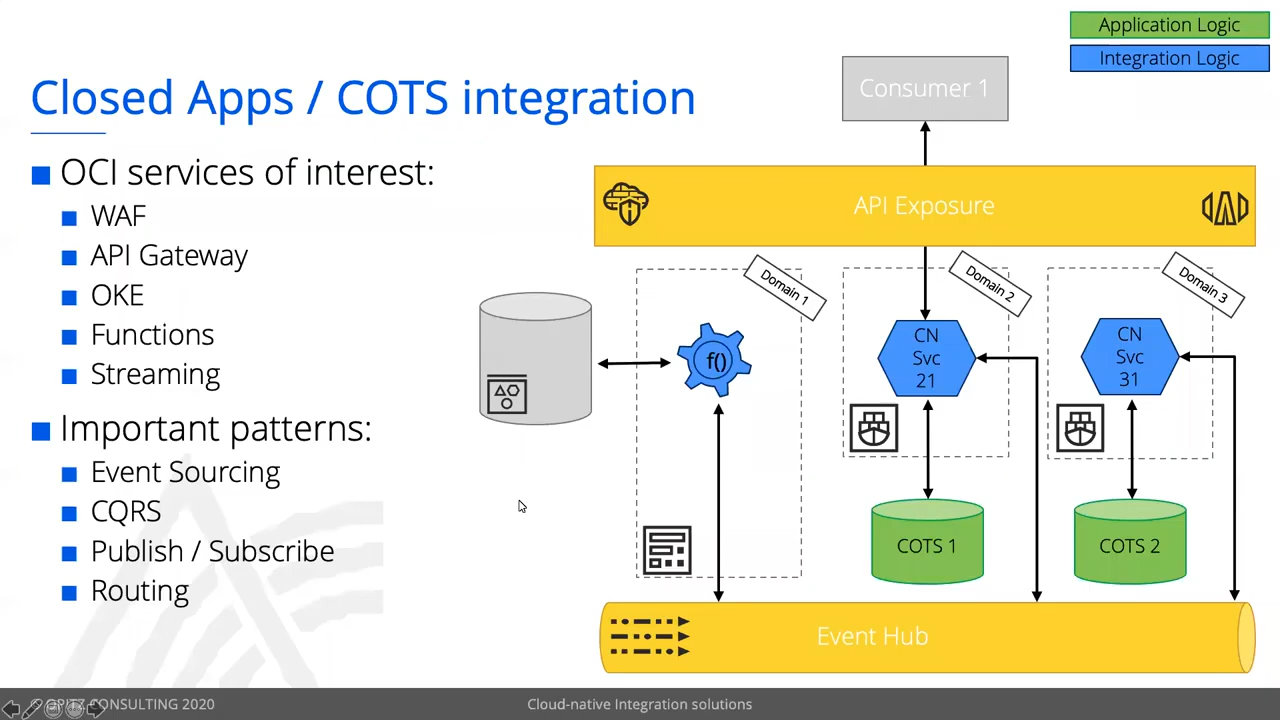 Application Logic
Integration Logic
Closed Apps / COTS integration
OCI services of interest:
WAF
API Gateway
OKE
Functions
Streaming
Important patterns:
Event Sourcing
CQRS
Publish / Subscribe
Routing
Consumer 1
API Exposure
Domain 1
Domain 2
Domain 3
f()
CN
Svc
21
CN
Svc
31
COTS 1
COTS 2
Event Hub
© OPITZ CONSULTING 2020
Cloud-native Integration solutions